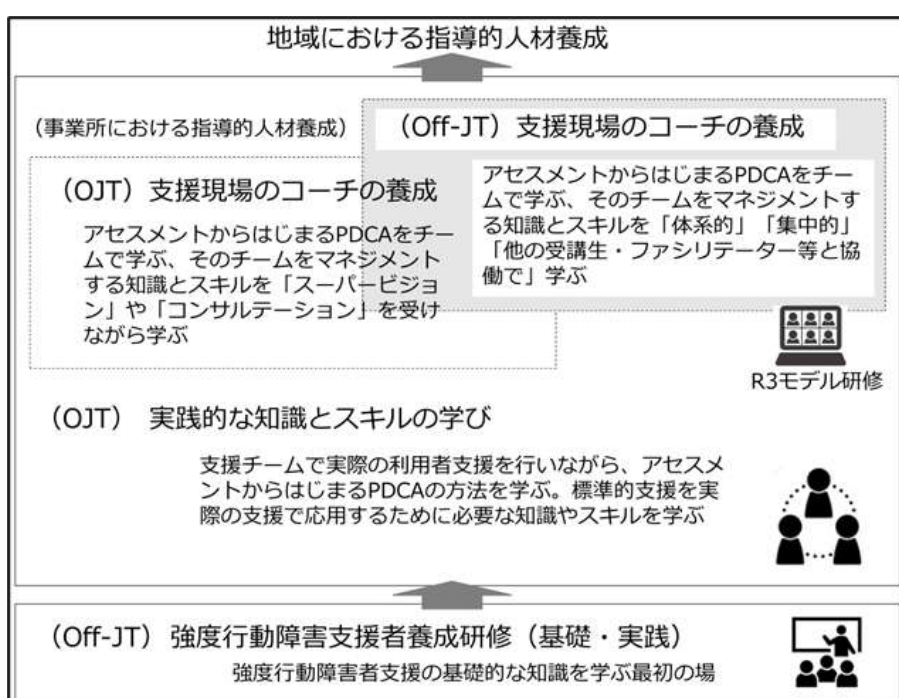 地域における指導的人材養成
（事業所における指導的人材養成）
（Off-JT）支援現場のコーチの養成
アセスメントからはじまるPDCAをチー
ムで学ぶ、そのチームをマネジメントす
る知識とスキルを「体系的」「集中的」
「他の受講生・ファシリテーター等と協
働で」学ぶ
（OJT）支援現場のコーチの養成
アセスメントからはじまるPDCAをチー
ムで学ぶ、そのチームをマネジメント
する知識とスキルを「スーパービジョ
ン」や「コンサルテーション」を受け
ながら学ぶ
R3モデル研修
（OJT） 実践的な知識とスキルの学び
支援チームで実際の利用者支援を行いながら、アセスメ
ントからはじまるPDCAの方法を学ぶ。標準的支援を実
際の支援で応用するために必要な知識やスキルを学ぶ
（Off-JT）強度行動障害支援者養成研修（基礎・実践）
強度行動障害者支援の基礎的な知識を学ぶ最初の場